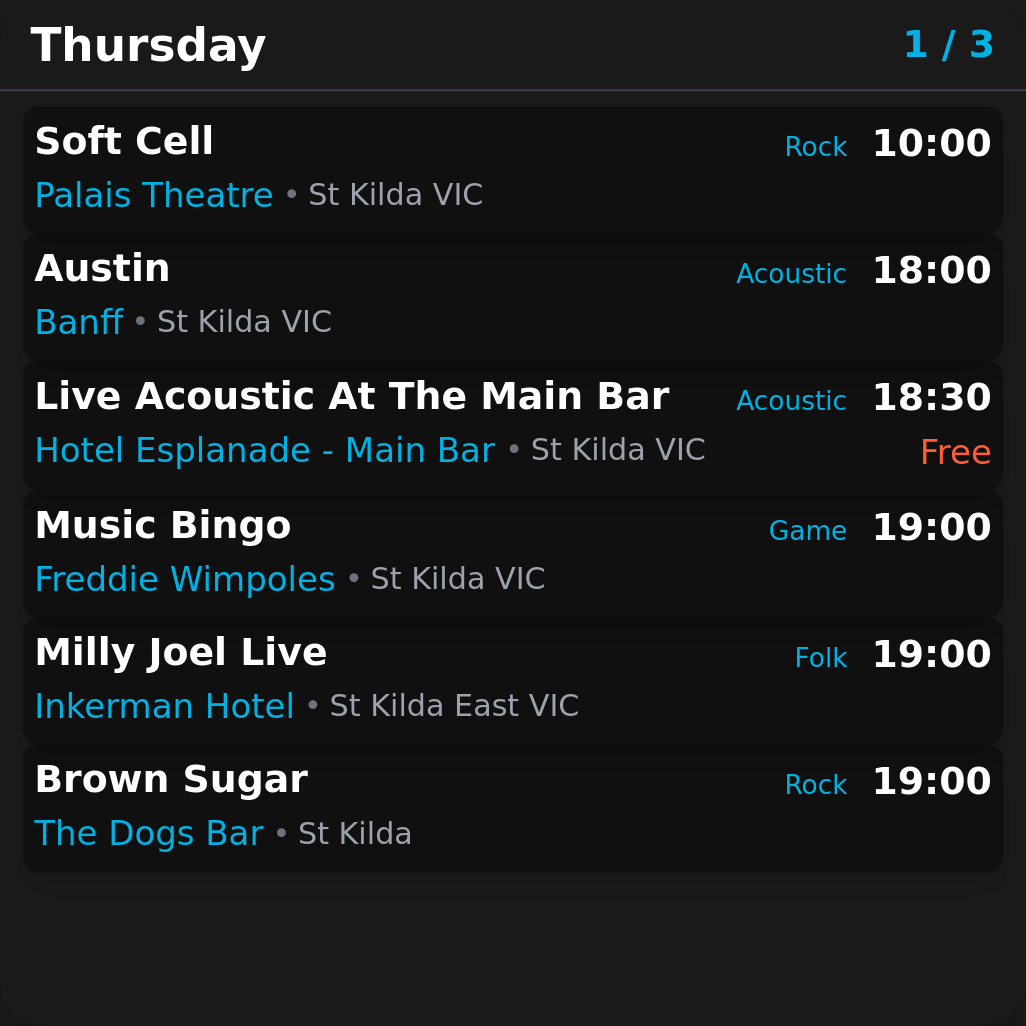 Thursday 1 / 3
Soft Cell Rock 10:00
Palais Theatre • St Kilda VIC
Austin Acoustic 18:00
Banff • St Kilda VIC
Live Acoustic At The Main Bar Acoustic 18:30
Hotel Esplanade - Main Bar • St Kilda VIC Free
Music Bingo Game 19:00
Freddie Wimpoles • St Kilda VIC
Milly Joel Live Folk 19:00
Inkerman Hotel • St Kilda East VIC
Brown Sugar Rock 19:00
The Dogs Bar • St Kilda